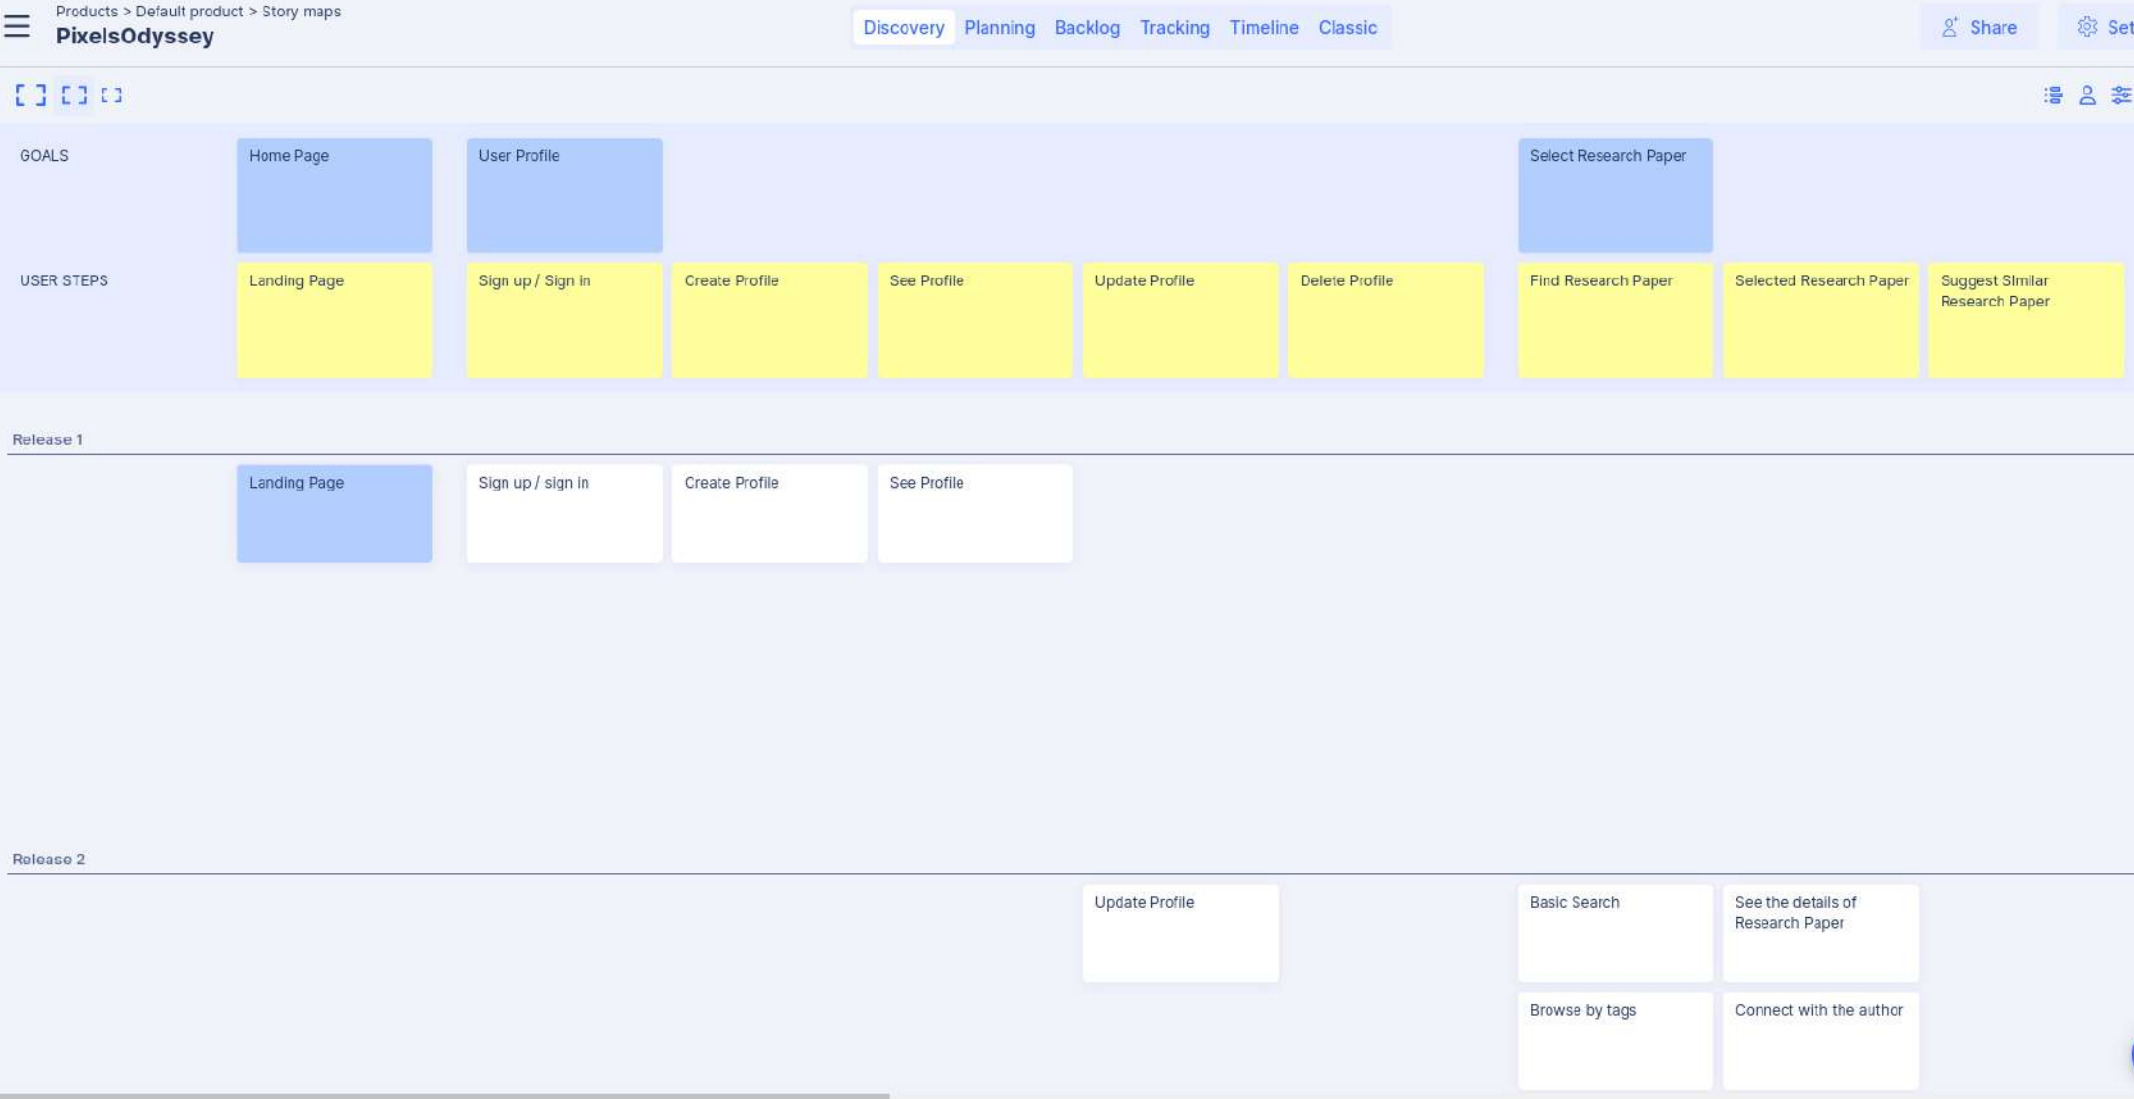 Products > Default product > Story maps
PixelsOdyssey
Discovery Planning Backlog Tracking Timeline Classic
Share
GOALS
Home Page
User Profile
Select Research Paper
USER STEPS
Landing Page
Sign up / Sign in
Create Profile
See Profile
Update Profile
Delete Profile
Find Research Paper
Selected Research Paper
Suggest SImilar
Research Paper
Release 1
Landing Page
Sign up / sign in
Create Profile
See Profile
Release 2
Update Profile
Basic Search
See the details of
Research Paper
Browse by tags
Connect with the author